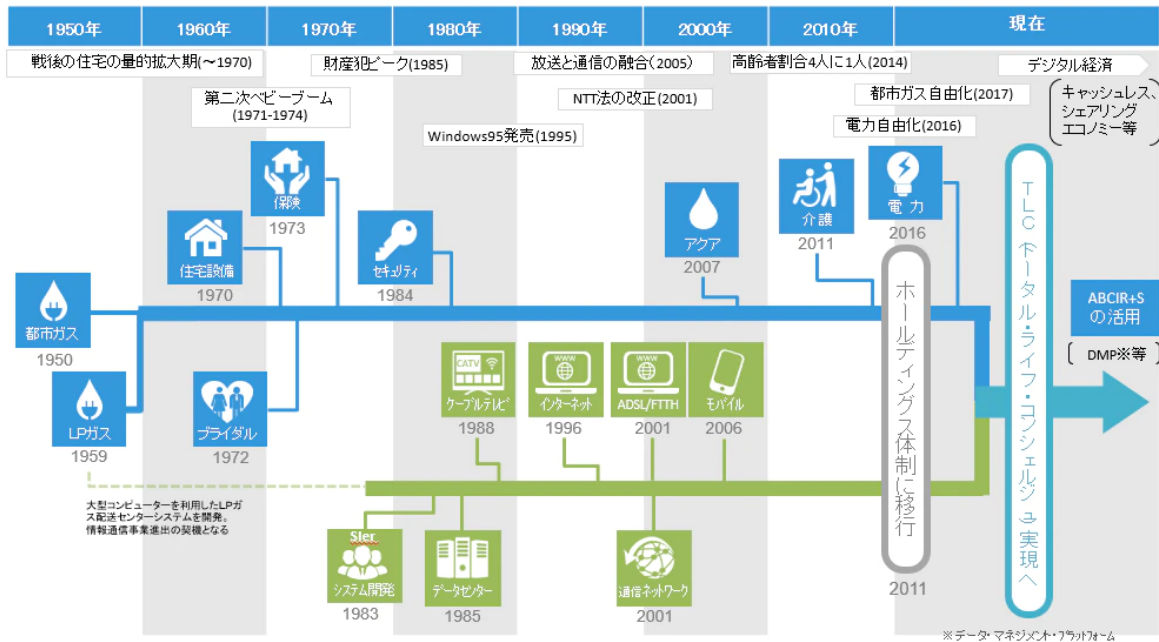 1950年
1960年
1970年
1980年
1990年
2000年
2010年
現在
戦後の住宅の量的拡大期(～1970)
財産犯ピーク(1985)
放送と通信の融合(2005)
高齢者割合4人に1人(2014)
デジタル経済
第二次ベビーブーム
(1971-1974)
NTT法の改正(2001)
都市ガス自由化(2017)
キャッシュレス、
シェアリング
エコノミー等
Windows95発売(1995)
電力自由化(2016)
保険
1973
住宅設備
1970
セキュリティ
1984
アクア
2007
介護
2011
電力
2016
都市ガス
1950
LPガス
1959
ブライダル
1972
CATV
ケーブルテレビ
1988
WWW
インターネット
1996
WWW
ADSL/FTTH
2001
モバイル
2006
ホールディングス体制に移行
2011
TLC(トータル・ライフ・コンシェルジュ)実現へ
ABCIR+S
の活用
DMP※等
大型コンピューターを利用したLPガ
ス配送センターシステムを開発。
情報通信事業進出の契機となる
SIer
システム開発
1983
データセンター
1985
通信ネットワーク
2001
※データ・マネジメント・プラットフォーム